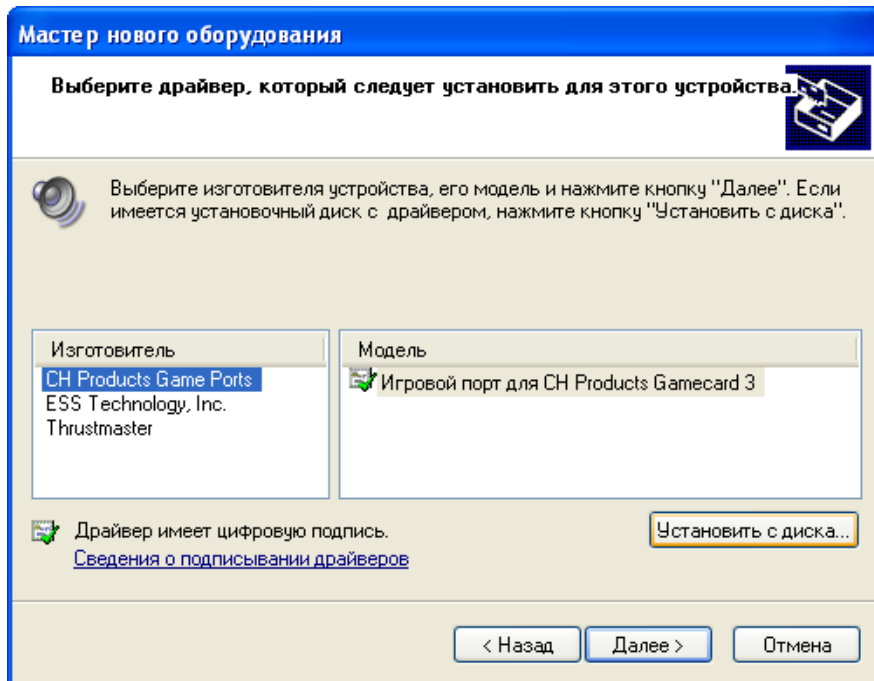 Мастер нового оборудования
Выберите драйвер, который следует установить для этого устройства.
Выберите изготовителя устройства, его модель и нажмите кнопку "Далее". Если
имеется установочный диск с драйвером, нажмите кнопку "Установить с диска".
Изготовитель
CH Products Game Ports
ESS Technology, Inc.
Thrustmaster
Модель
Игровой порт для CH Products Gamecard 3
Драйвер имеет цифровую подпись.
Сведения о подписывании драйверов
Установить с диска...
< Назад
Далее >
Отмена